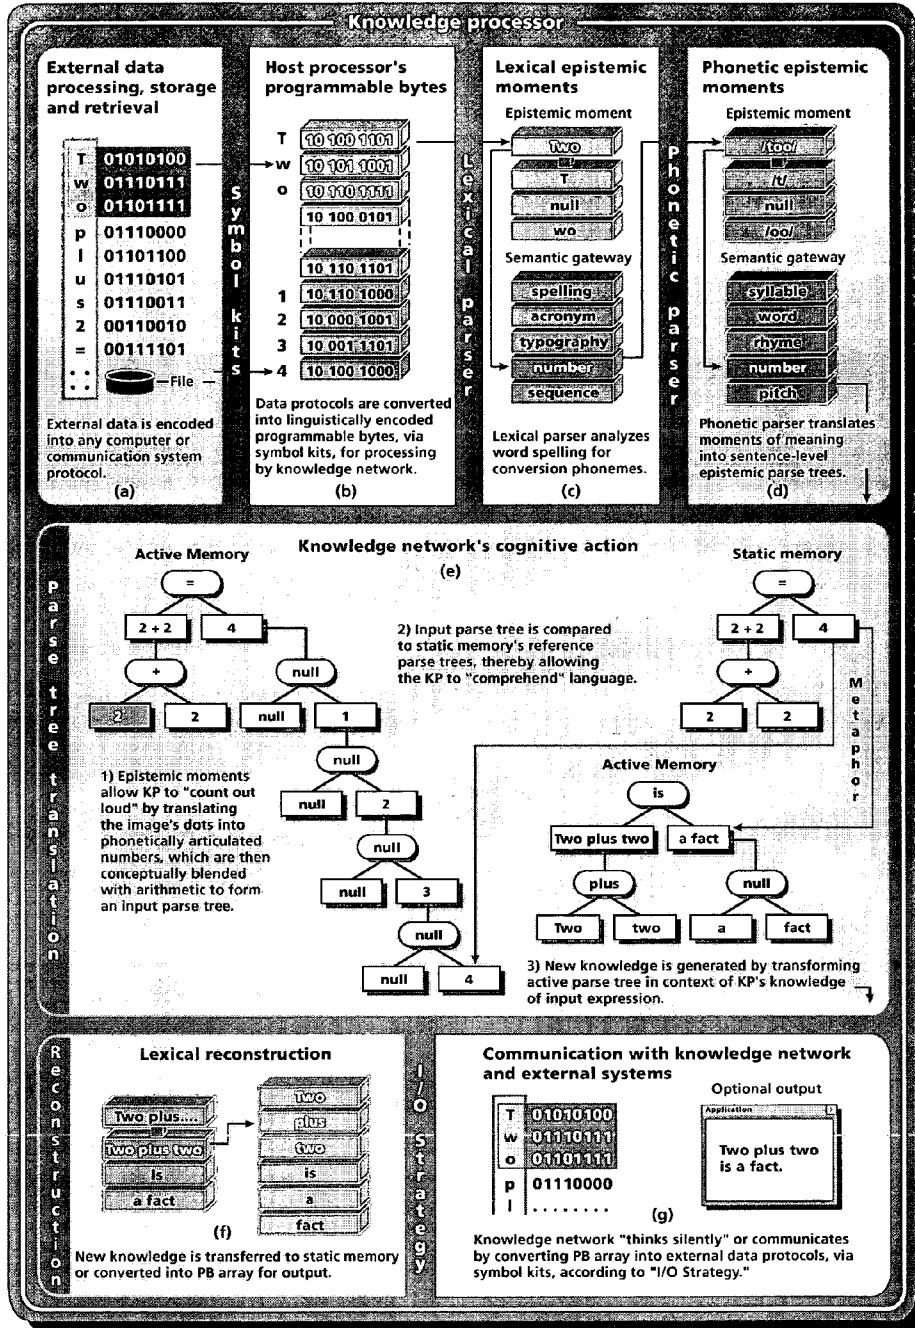 Knowledge processor
External data
processing, storage
and retrieval
T 01010100
w 01110111
o 01101111
p 01110000
l 01101100
u 01110101
s 01110011
2 00110010
= 00111101
: : File
External data is encoded
into any computer or
communication system
protocol.
(a)
Symbol kits
Host processor's
programmable bytes
T 10 100 1101
w 10 101 1001
o 10 110 1111
10 100 0101
10 110 1101
1 10 110 1000
2 10 000 1001
3 10 001 1101
4 10 100 1000
Data protocols are converted
into linguistically encoded
programmable bytes, via
symbol kits, for processing
by knowledge network.
(b)
Lexical parser
Lexical epistemic
moments
Epistemic moment
Two
T
null
wo
Semantic gateway
spelling
acronym
typography
number
sequence
Lexical parser analyzes
word spelling for
conversion phonemes.
(c)
Phonetic parser
Phonetic epistemic
moments
Epistemic moment
/too/
/t/
null
/oo/
Semantic gateway
syllable
word
rhyme
number
pitch
Phonetic parser translates
moments of meaning
into sentence-level
epistemic parse trees.
(d)
Parse tree translation
Knowledge network's cognitive action
(e)
Active Memory
=
2 + 2 4
+ null
2 2 null 1
null
null 2
null
null 3
null
null 4
1) Epistemic moments
allow KP to "count out
loud" by translating
the image's dots into
phonetically articulated
numbers, which are then
conceptually blended
with arithmetic to form
an input parse tree.
2) Input parse tree is compared
to static memory's reference
parse trees, thereby allowing
the KP to "comprehend" language.
Static memory
=
2 + 2 4
+
2 2
Metaphor
Active Memory
is
Two plus two a fact
plus null
Two two a fact
3) New knowledge is generated by transforming
active parse tree in context of KP's knowledge
of input expression.
Reconstruction
Lexical reconstruction
Two plus....
Two plus two
is
a fact
Two
plus
two
is
a
fact
(f)
New knowledge is transferred to static memory
or converted into PB array for output.
I/O Strategy
Communication with knowledge network
and external systems
T 01010100
w 01110111
o 01101111
p 01110000
l ........
Optional output
Application
Two plus two
is a fact.
(g)
Knowledge network "thinks silently" or communicates
by converting PB array into external data protocols, via
symbol kits, according to "I/O Strategy."